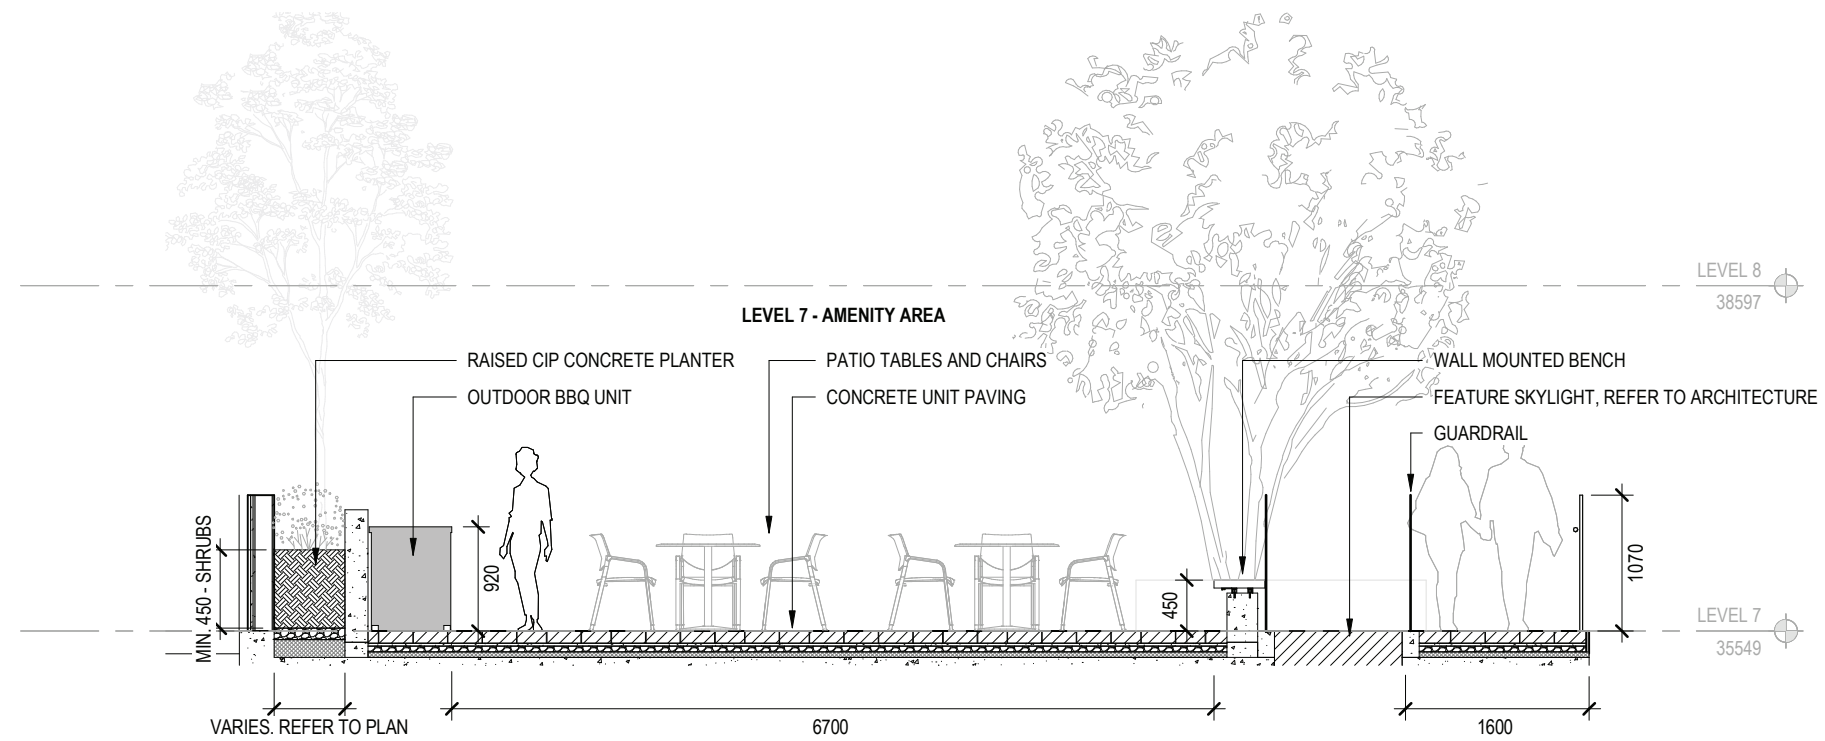 LEVEL 8
38597
LEVEL 7 - AMENITY AREA
RAISED CIP CONCRETE PLANTER
PATIO TABLES AND CHAIRS
WALL MOUNTED BENCH
OUTDOOR BBQ UNIT
CONCRETE UNIT PAVING
FEATURE SKYLIGHT, REFER TO ARCHITECTURE
GUARDRAIL
MIN. 450 - SHRUBS
920
450
1070
LEVEL 7
35549
VARIES. REFER TO PLAN
6700
1600